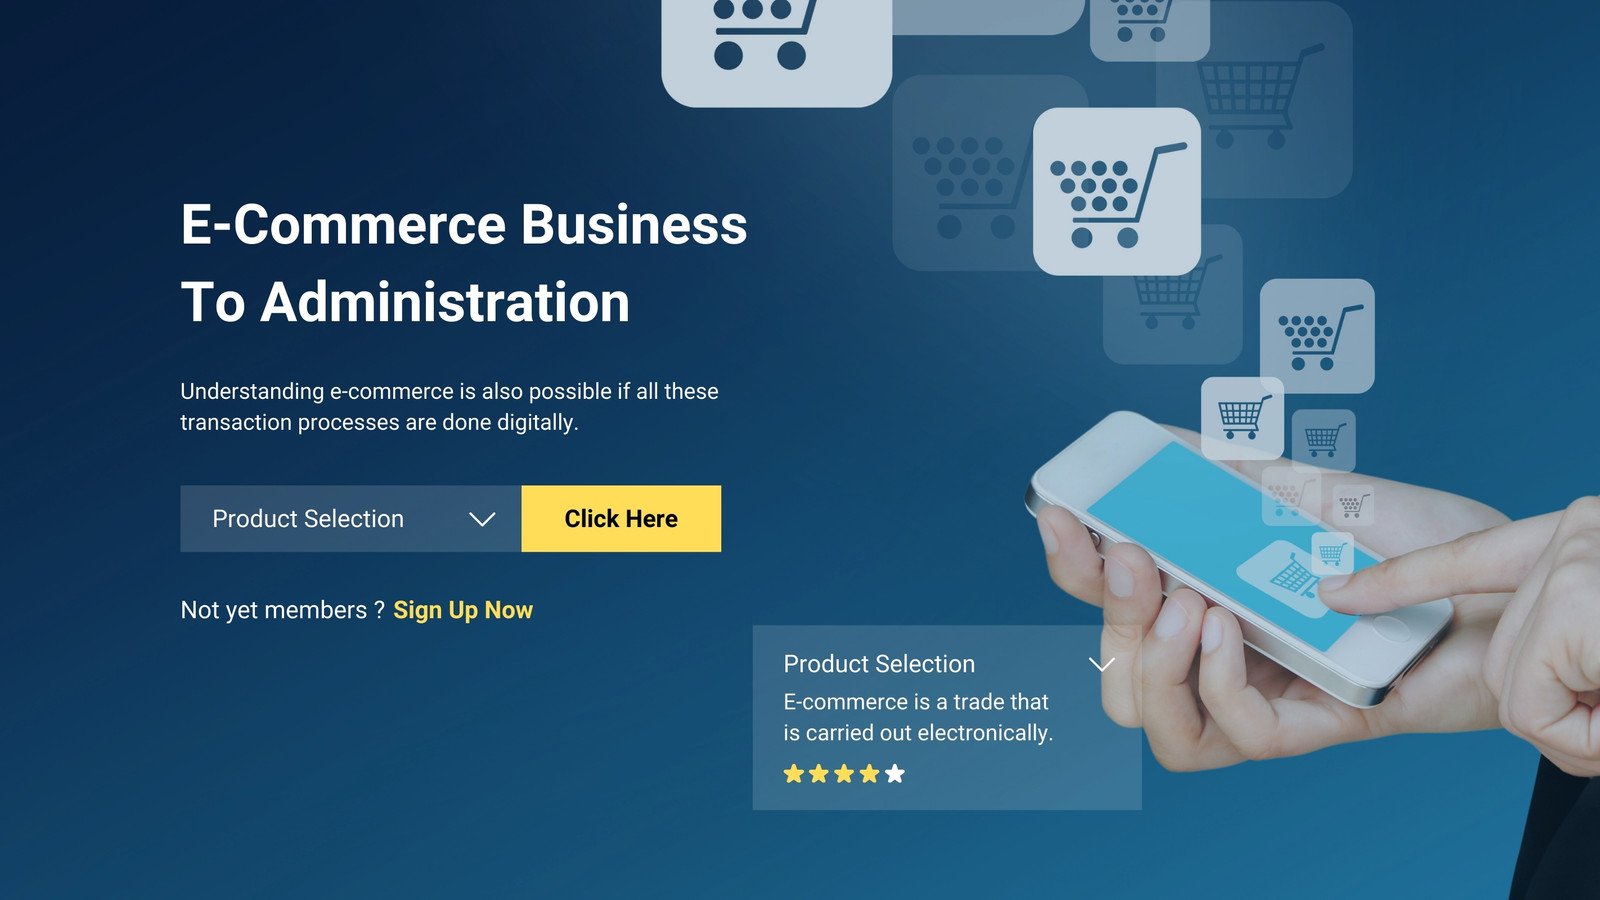 E-Commerce Business
To Administration
Understanding e-commerce is also possible if all these
transaction processes are done digitally.
Product Selection
Click Here
Not yet members ? Sign Up Now
Product Selection
E-commerce is a trade that
is carried out electronically.